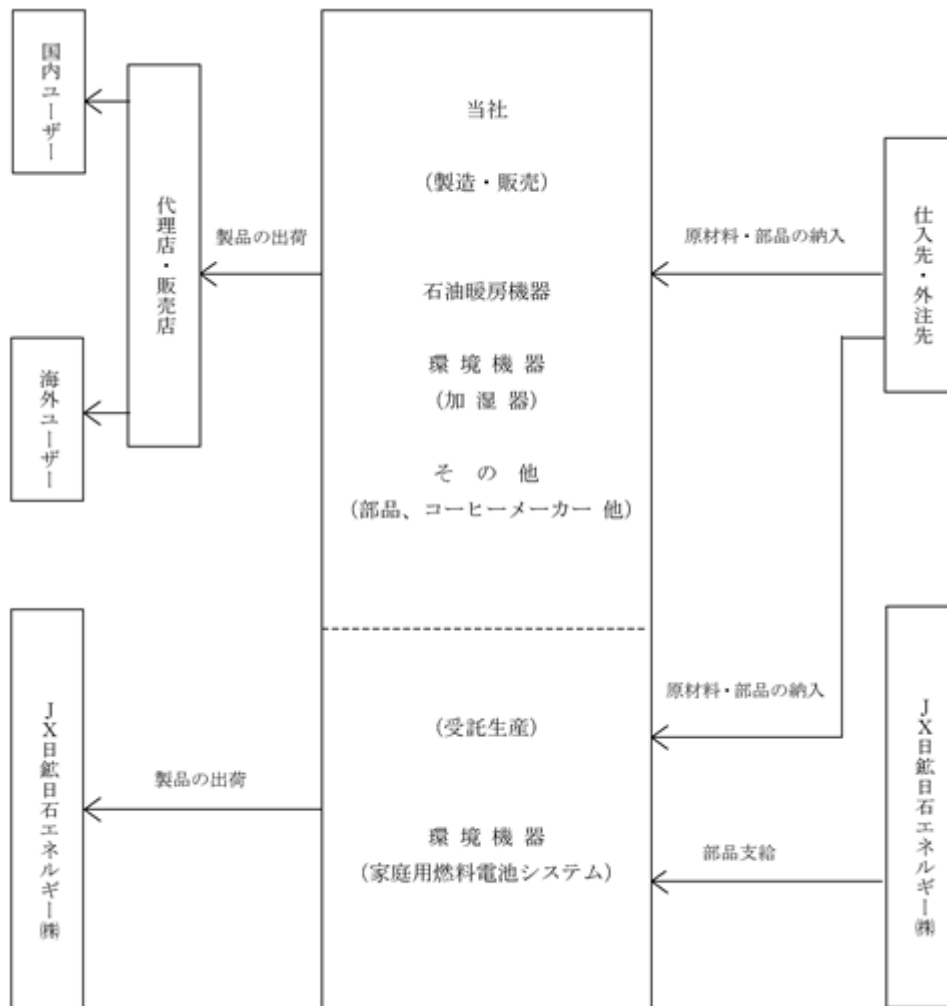 国内ユーザー
代理店・販売店
海外ユーザー
製品の出荷
当社
(製造・販売)
石油暖房機器
環 境 機 器
(加 湿 器)
そ の 他
(部品、コーヒーメーカー 他)
原材料・部品の納入
仕入先・外注先
JX日鉱日石エネルギー㈱
製品の出荷
(受託生産)
環 境 機 器
(家庭用燃料電池システム)
原材料・部品の納入
部品支給
JX日鉱日石エネルギー㈱